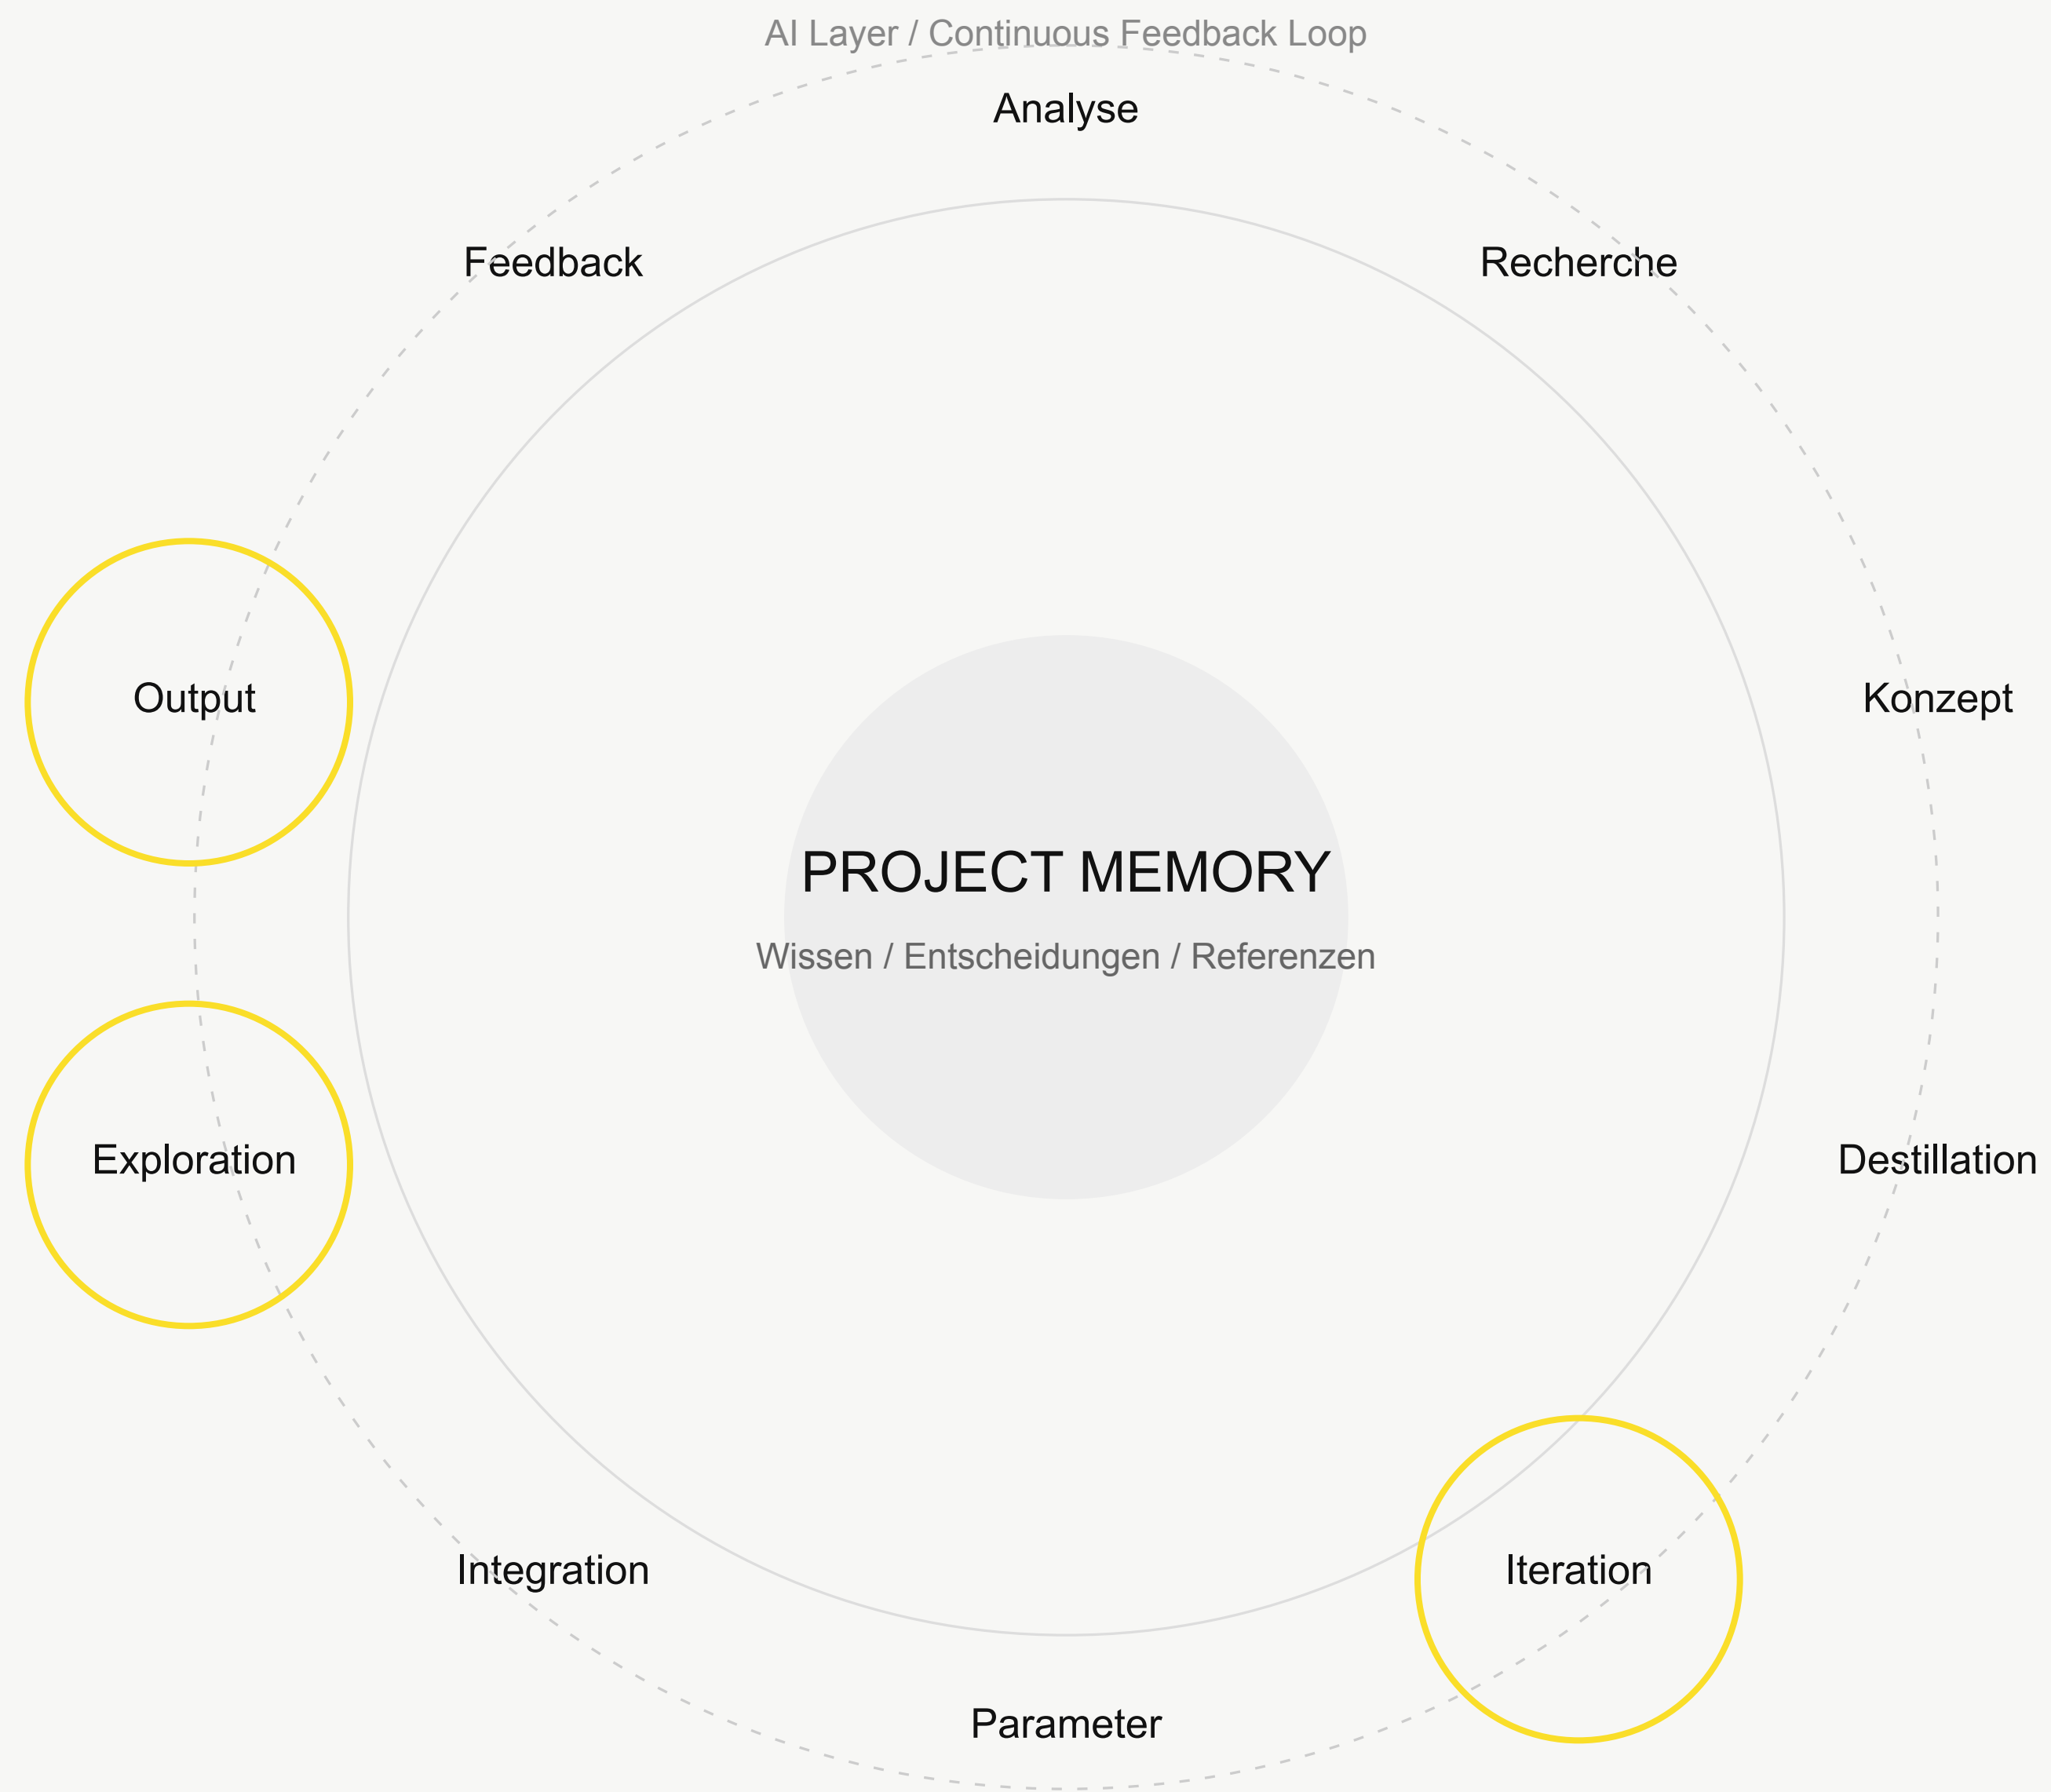 AI Layer / Continuous Feedback Loop
Analyse
Feedback
Recherche
Output
Konzept
PROJECT MEMORY
Wissen / Entscheidungen / Referenzen
Exploration
Destillation
Integration
Iteration
Parameter